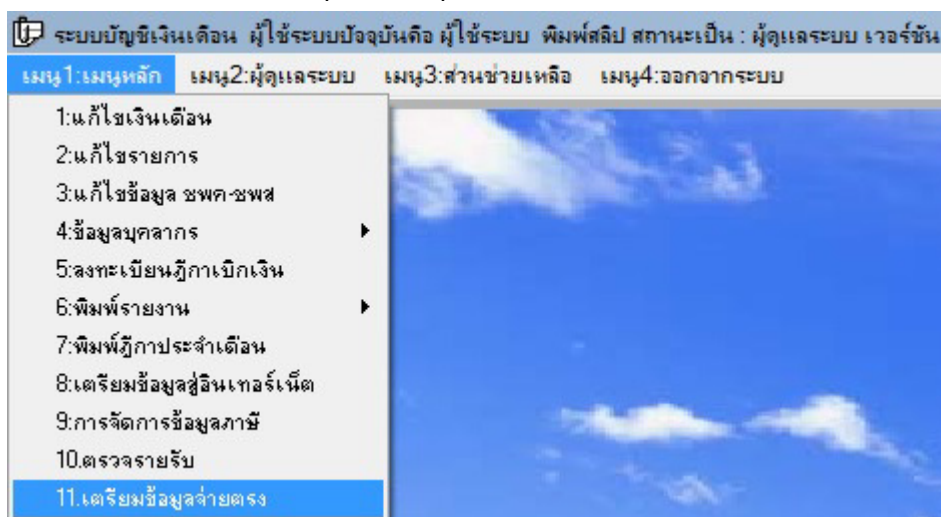 ระบบบัญชีเงินเดือน ผู้ใช้ระบบปัจจุบันคือ ผู้ใช้ระบบ พิมพ์สลิป สถานะเป็น : ผู้ดูแลระบบ เวอร์ชัน
เมนู1:เมนูหลัก เมนู2:ผู้ดูแลระบบ เมนู3:ส่วนช่วยเหลือ เมนู4:ออกจากระบบ
1:แก้ไขเงินเดือน
2:แก้ไขรายการ
3:แก้ไขข้อมูล ชพค-ชพส
4:ข้อมูลบุคลากร
5:ลงทะเบียนฎีกาเบิกเงิน
6:พิมพ์รายงาน
7:พิมพ์ฎีกาประจำเดือน
8:เตรียมข้อมูลสู่อินเทอร์เน็ต
9:การจัดการข้อมูลภาษี
10.ตรวจรายรับ
11.เตรียมข้อมูลจ่ายตรง